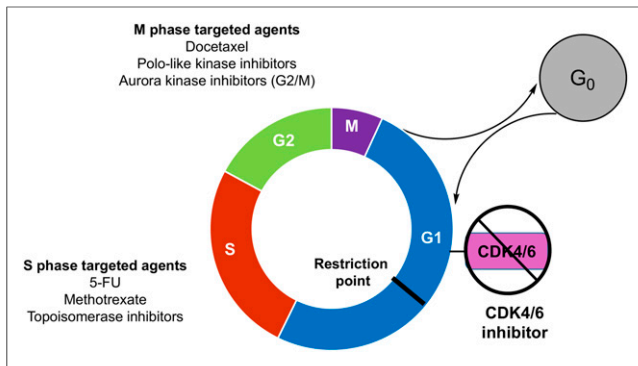 M phase targeted agents
Docetaxel
Polo-like kinase inhibitors
Aurora kinase inhibitors (G2/M)
G0
M
G2
G1
S
CDK4/6
Restriction
point
CDK4/6
inhibitor
S phase targeted agents
5-FU
Methotrexate
Topoisomerase inhibitors